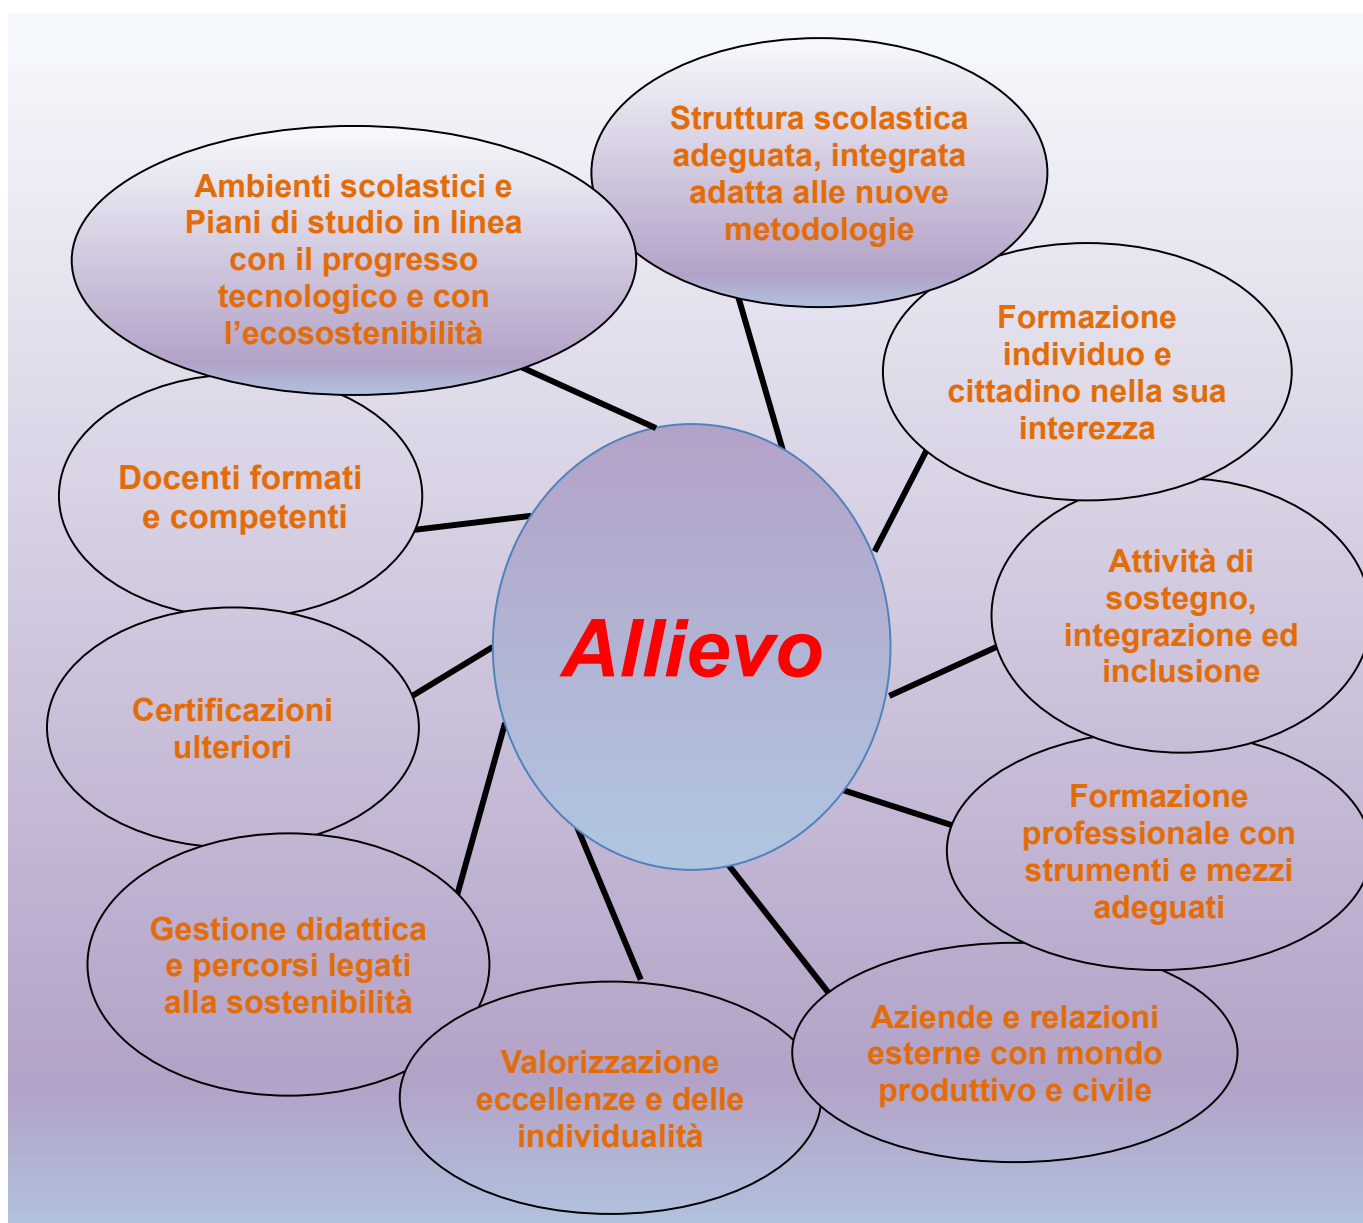 Struttura scolastica
adeguata, integrata
adatta alle nuove
metodologie
Ambienti scolastici e
Piani di studio in linea
con il progresso
tecnologico e con
l’ecosostenibilità
Formazione
individuo e
cittadino nella sua
interezza
Docenti formati
e competenti
Attività di
sostegno,
integrazione ed
inclusione
Allievo
Certificazioni
ulteriori
Formazione
professionale con
strumenti e mezzi
adeguati
Gestione didattica
e percorsi legati
alla sostenibilità
Aziende e relazioni
esterne con mondo
produttivo e civile
Valorizzazione
eccellenze e delle
individualità